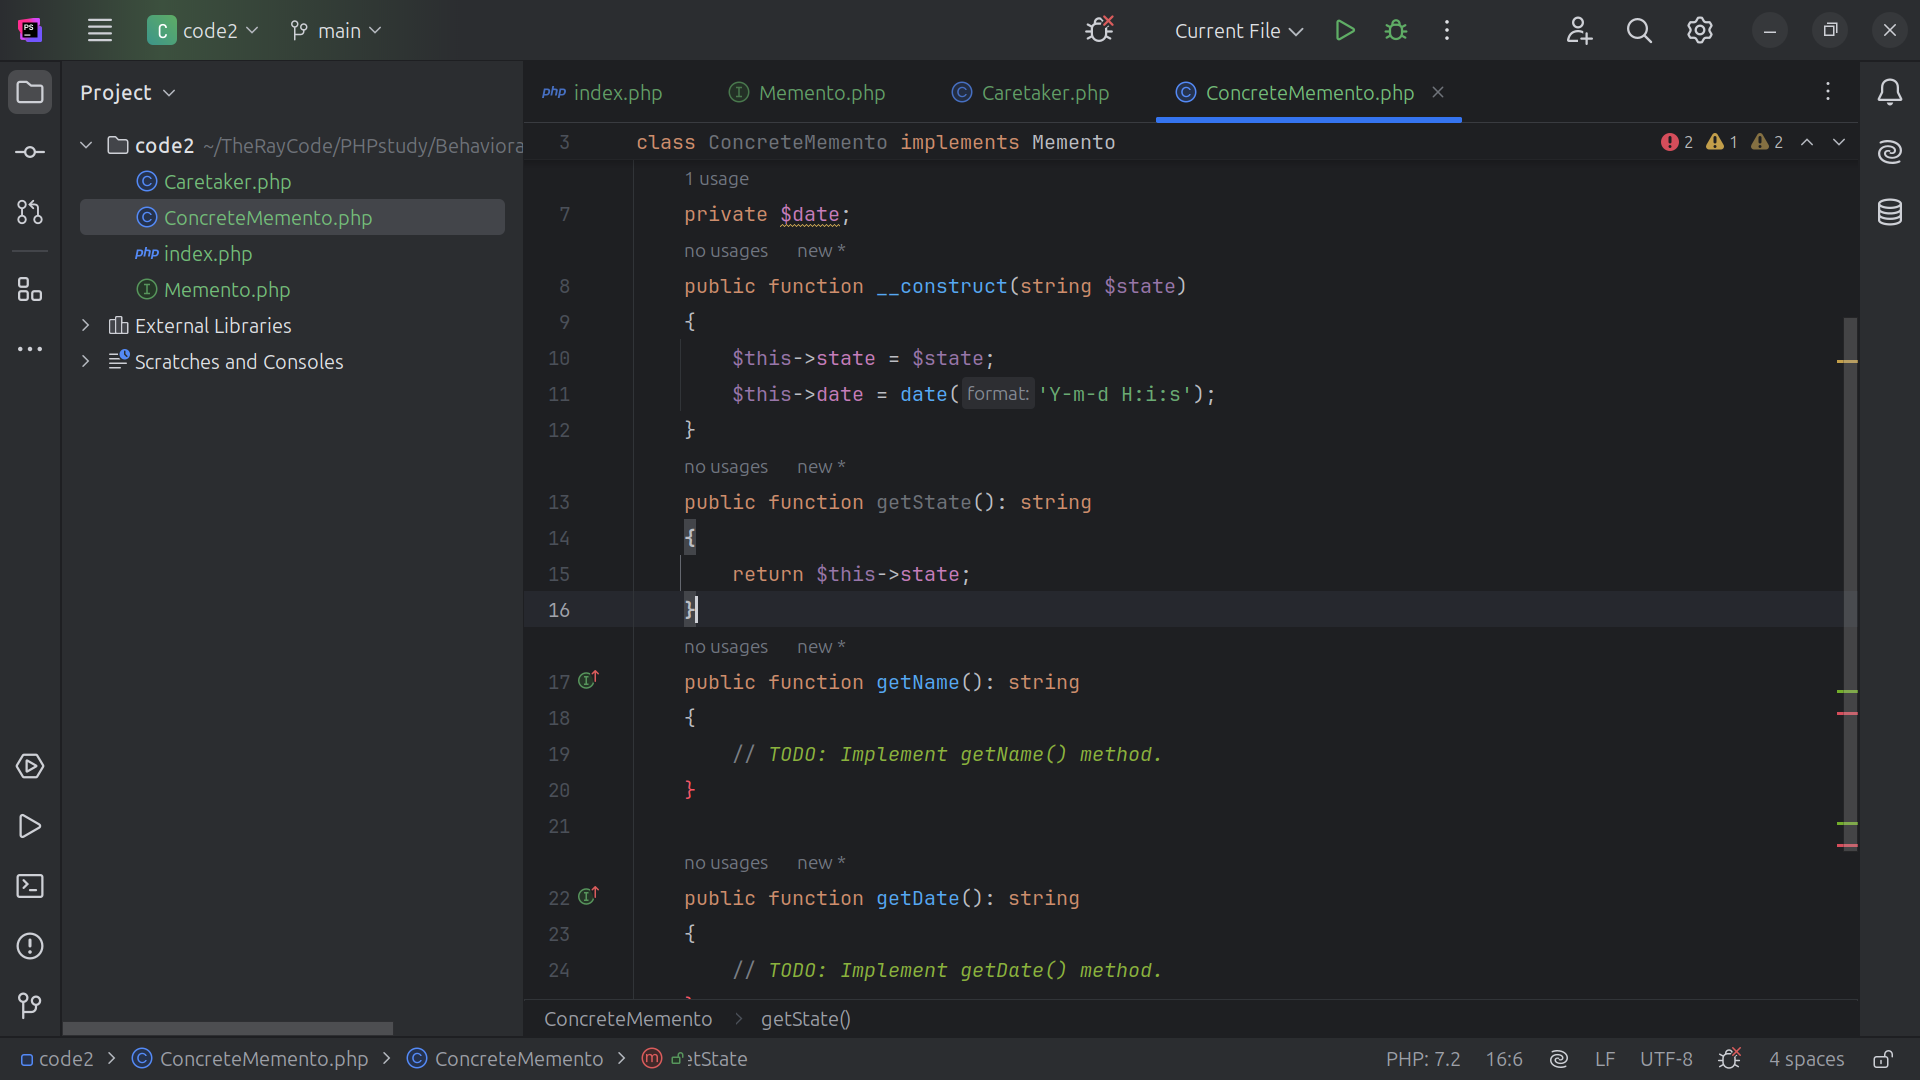 PS
C code2 main Current File
Project
code2 ~/TheRayCode/PHPstudy/Behaviora
C Caretaker.php
C ConcreteMemento.php
php index.php
I Memento.php
External Libraries
Scratches and Consoles
php index.php I Memento.php C Caretaker.php C ConcreteMemento.php
3 class ConcreteMemento implements Memento 2 1 2
1 usage
7 private $date;
no usages new *
8 public function __construct(string $state)
9 {
10 $this->state = $state;
11 $this->date = date( format: 'Y-m-d H:i:s');
12 }
no usages new *
13 public function getState(): string
14 {
15 return $this->state;
16 }
no usages new *
17 I public function getName(): string
18 {
19 // TODO: Implement getName() method.
20 }
21
no usages new *
22 I public function getDate(): string
23 {
24 // TODO: Implement getDate() method.
ConcreteMemento > getState()
code2 > C ConcreteMemento.php > C ConcreteMemento > m etState PHP: 7.2 16:6 LF UTF-8 4 spaces